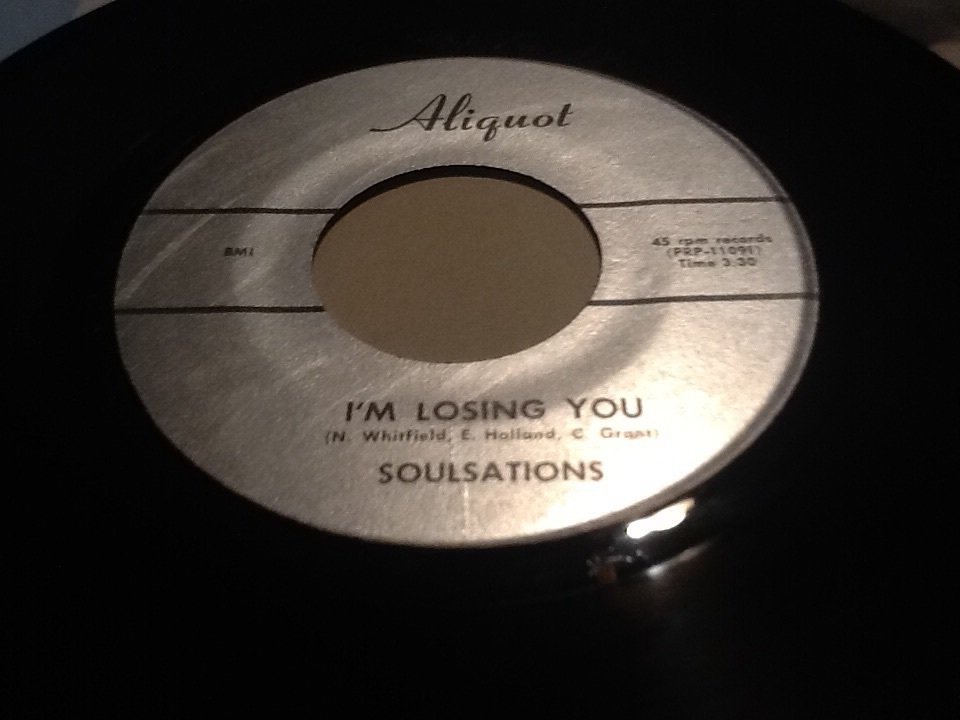 Aliquot
BMI
45 rpm records
(PRP-11091)
Time 3:30
I'M LOSING YOU
(N. Whitfield, E. Holland, C. Grant)
SOULSATIONS